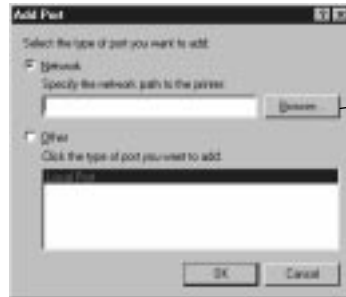 Add Port
Select the type of port you want to add:
Network
Specify the network path to the printer:
Browse...
Other
Click the type of port you want to add:
Local Port
OK
Cancel